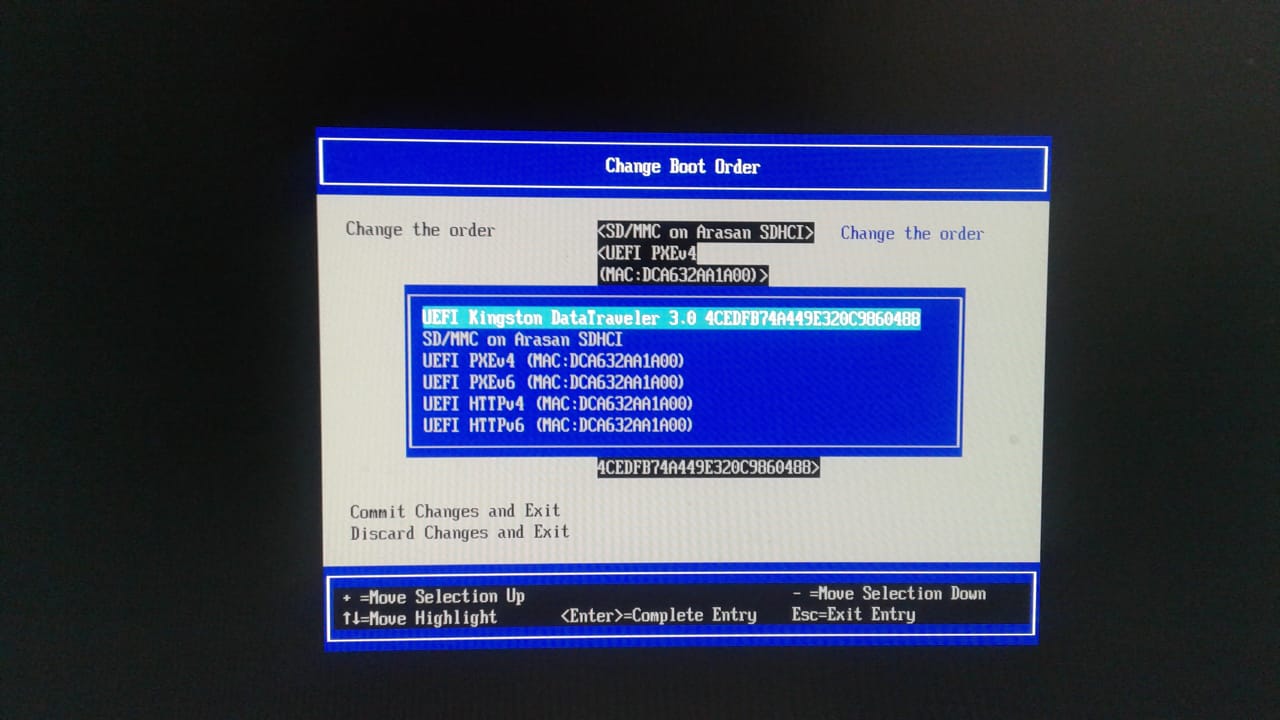 Change Boot Order
Change the order
<SD/MMC on Arasan SDHCI>
Change the order
<UEFI PXEv4
(MAC:DCA632AA1A00)>
UEFI Kingston DataTraveler 3.0 4CEDFB74A449E320C9860488
SD/MMC on Arasan SDHCI
UEFI PXEv4 (MAC:DCA632AA1A00)
UEFI PXEv6 (MAC:DCA632AA1A00)
UEFI HTTPv4 (MAC:DCA632AA1A00)
UEFI HTTPv6 (MAC:DCA632AA1A00)
4CEDFB74A449E320C9860488>
Commit Changes and Exit
Discard Changes and Exit
+ =Move Selection Up
- =Move Selection Down
↑↓=Move Highlight
<Enter>=Complete Entry
Esc=Exit Entry